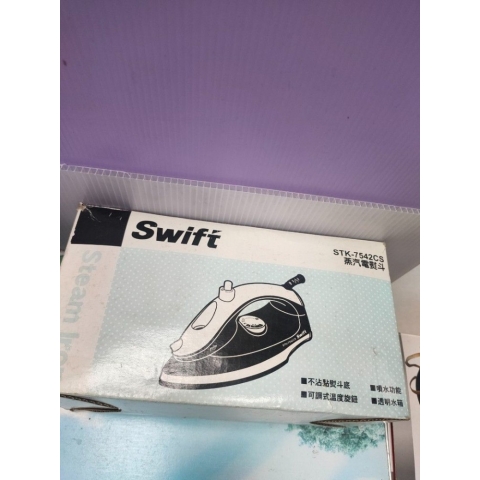 Swift
STK-7542CS
蒸汽電熨斗
Steam Iron
Swift
■不沾黏熨斗底
■噴水功能
■可調式溫度旋鈕
■透明水箱